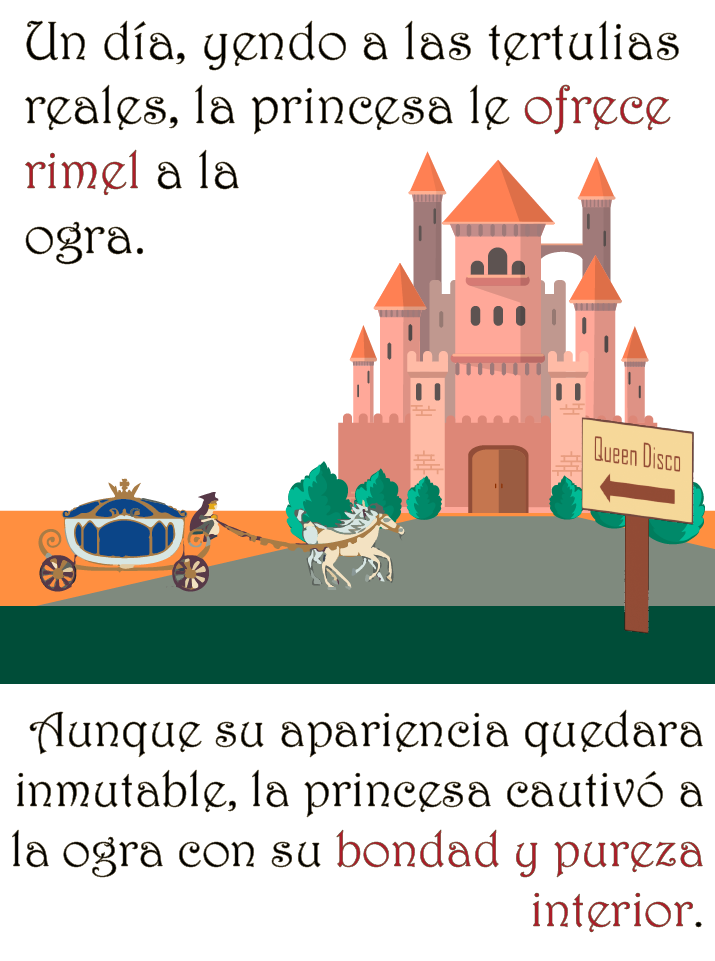 Un día, yendo a las tertulias
reales, la princesa le ofrece
rimel a la
ogra.
Queen Disco
Aunque su apariencia quedara
inmutable, la princesa cautivó a
la ogra con su bondad y pureza
interior.